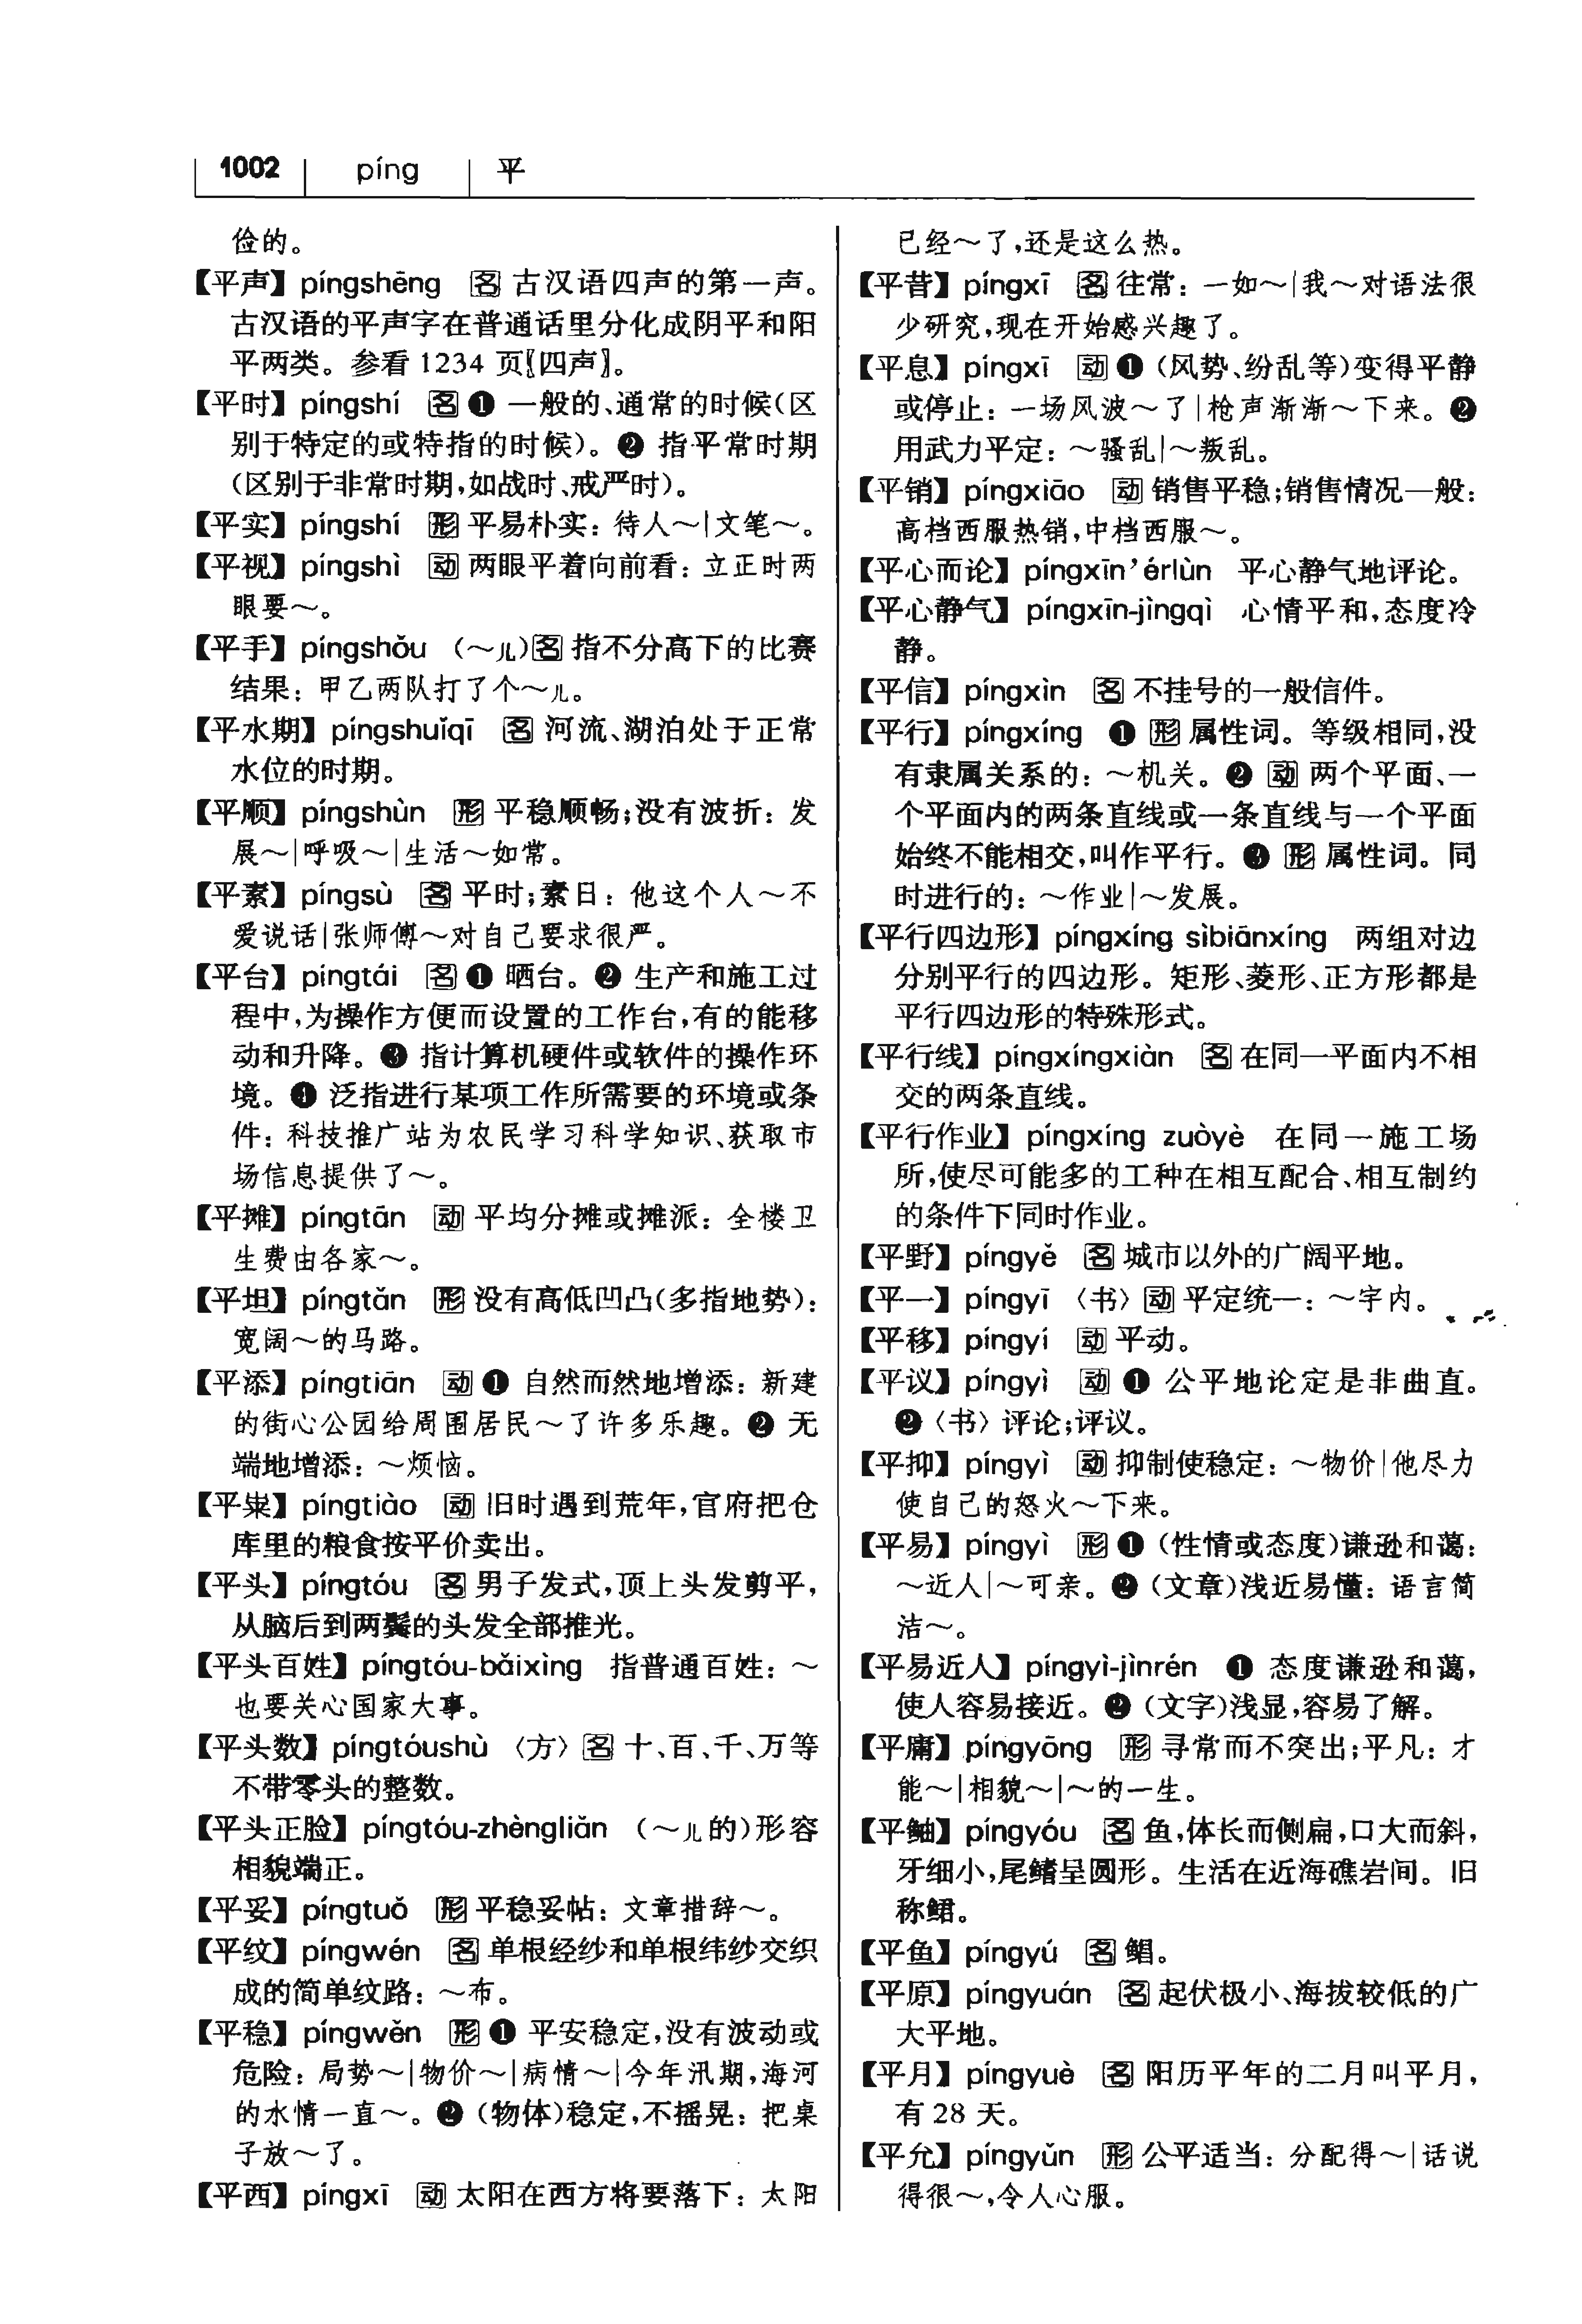 1002 píng 平
俭的。
【平声】píngshēng 名 古汉语四声的第一声。
古汉语的平声字在普通话里分化成阴平和阳
平两类。参看 1234 页〖四声〗。
【平时】píngshí 名 ❶ 一般的、通常的时候（区
别于特定的或特指的时候）。❷ 指平常时期
（区别于非常时期，如战时、戒严时）。
【平实】píngshí 形 平易朴实：待人～|文笔～。
【平视】píngshì 动 两眼平着向前看：立正时两
眼要～。
【平手】píngshǒu （～儿）名 指不分高下的比赛
结果：甲乙两队打了个～儿。
【平水期】píngshuǐqī 名 河流、湖泊处于正常
水位的时期。
【平顺】píngshùn 形 平稳顺畅；没有波折：发
展～|呼吸～|生活～如常。
【平素】píngsù 名 平时；素日：他这个人～不
爱说话|张师傅～对自己要求很严。
【平台】píngtái 名 ❶ 晒台。❷ 生产和施工过
程中，为操作方便而设置的工作台，有的能移
动和升降。❸ 指计算机硬件或软件的操作环
境。❹ 泛指进行某项工作所需要的环境或条
件：科技推广站为农民学习科学知识、获取市
场信息提供了～。
【平摊】píngtān 动 平均分摊或摊派：全楼卫
生费由各家～。
【平坦】píngtǎn 形 没有高低凹凸（多指地势）：
宽阔～的马路。
【平添】píngtiān 动 ❶ 自然而然地增添：新建
的街心公园给周围居民～了许多乐趣。❷ 无
端地增添：～烦恼。
【平粜】píngtiào 动 旧时遇到荒年，官府把仓
库里的粮食按平价卖出。
【平头】píngtóu 名 男子发式，顶上头发剪平，
从脑后到两鬓的头发全部推光。
【平头百姓】píngtóu-bǎixìng 指普通百姓：～
也要关心国家大事。
【平头数】píngtóushù 〈方〉名 十、百、千、万等
不带零头的整数。
【平头正脸】píngtóu-zhèngliǎn （～儿的）形容
相貌端正。
【平妥】píngtuǒ 形 平稳妥帖：文章措辞～。
【平纹】píngwén 名 单根经纱和单根纬纱交织
成的简单纹路：～布。
【平稳】píngwěn 形 ❶ 平安稳定，没有波动或
危险：局势～|物价～|病情～|今年汛期，海河
的水情一直～。❷（物体）稳定，不摇晃：把桌
子放～了。
【平西】píngxī 动 太阳在西方将要落下：太阳
已经～了，还是这么热。
【平昔】píngxī 名 往常：一如～|我～对语法很
少研究，现在开始感兴趣了。
【平息】píngxī 动 ❶（风势、纷乱等）变得平静
或停止：一场风波～了|枪声渐渐～下来。❷
用武力平定：～骚乱|～叛乱。
【平销】píngxiāo 动 销售平稳；销售情况一般：
高档西服热销，中档西服～。
【平心而论】píngxīn’érlùn 平心静气地评论。
【平心静气】píngxīn-jìngqì 心情平和，态度冷
静。
【平信】píngxìn 名 不挂号的一般信件。
【平行】píngxíng ❶ 形 属性词。等级相同，没
有隶属关系的：～机关。❷ 动 两个平面、一
个平面内的两条直线或一条直线与一个平面
始终不能相交，叫作平行。❸ 形 属性词。同
时进行的：～作业|～发展。
【平行四边形】píngxíng sìbiānxíng 两组对边
分别平行的四边形。矩形、菱形、正方形都是
平行四边形的特殊形式。
【平行线】píngxíngxiàn 名 在同一平面内不相
交的两条直线。
【平行作业】píngxíng zuòyè 在同一施工场
所，使尽可能多的工种在相互配合、相互制约
的条件下同时作业。
【平野】píngyě 名 城市以外的广阔平地。
【平一】píngyī 〈书〉动 平定统一：～宇内。
【平移】píngyí 动 平动。
【平议】píngyì 动 ❶ 公平地论定是非曲直。
❷〈书〉评论；评议。
【平抑】píngyì 动 抑制使稳定：～物价|他尽力
使自己的怒火～下来。
【平易】píngyì 形 ❶（性情或态度）谦逊和蔼：
～近人|～可亲。❷（文章）浅近易懂：语言简
洁～。
【平易近人】píngyì-jìnrén ❶ 态度谦逊和蔼，
使人容易接近。❷（文字）浅显，容易了解。
【平庸】píngyōng 形 寻常而不突出；平凡：才
能～|相貌～|～的一生。
【平鲉】píngyóu 名 鱼，体长而侧扁，口大而斜，
牙细小，尾鳍呈圆形。生活在近海礁岩间。旧
称鲪。
【平鱼】píngyú 名 鲳。
【平原】píngyuán 名 起伏极小、海拔较低的广
大平地。
【平月】píngyuè 名 阳历平年的二月叫平月，
有 28 天。
【平允】píngyǔn 形 公平适当：分配得～|话说
得很～，令人心服。